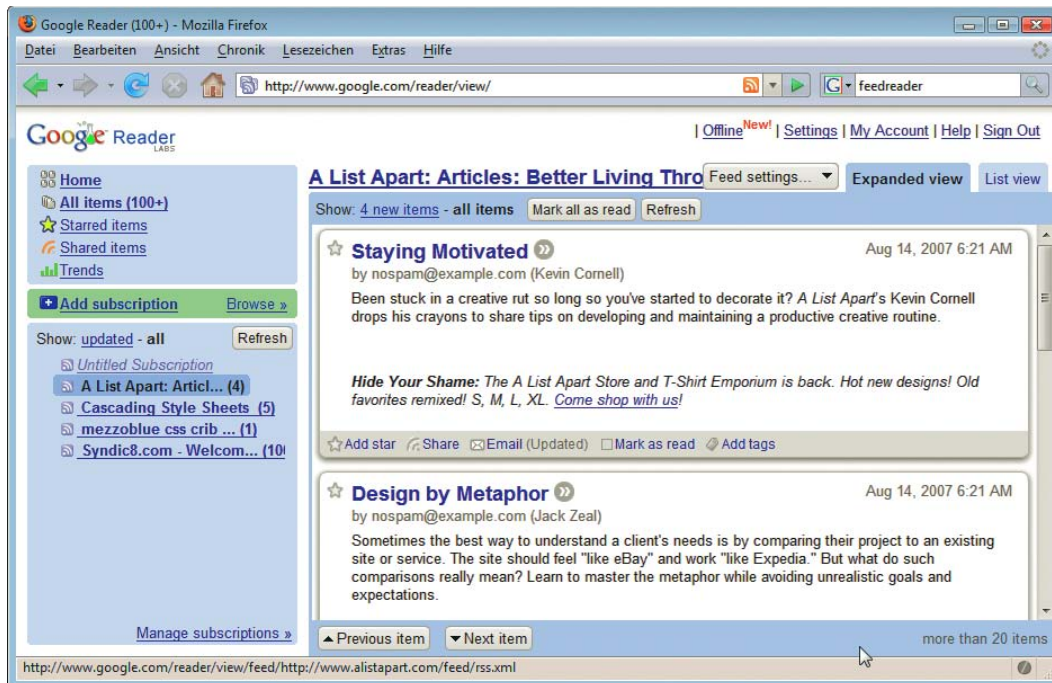 Google Reader (100+) - Mozilla Firefox
Datei Bearbeiten Ansicht Chronik Lesezeichen Extras Hilfe
http://www.google.com/reader/view/ G feedreader
Google Reader
LABS
| Offline New! | Settings | My Account | Help | Sign Out
Home
All items (100+)
Starred items
Shared items
Trends
Add subscription Browse »
Show: updated - all Refresh
Untitled Subscription
A List Apart: Articl... (4)
Cascading Style Sheets (5)
mezzoblue css crib ... (1)
Syndic8.com - Welcom... (10
Manage subscriptions »
A List Apart: Articles: Better Living Thro Feed settings... Expanded view List view
Show: 4 new items - all items Mark all as read Refresh
Staying Motivated » Aug 14, 2007 6:21 AM
by nospam@example.com (Kevin Cornell)
Been stuck in a creative rut so long so you've started to decorate it? A List Apart's Kevin Cornell
drops his crayons to share tips on developing and maintaining a productive creative routine.
Hide Your Shame: The A List Apart Store and T-Shirt Emporium is back. Hot new designs! Old
favorites remixed! S, M, L, XL. Come shop with us!
Add star Share Email (Updated) Mark as read Add tags
Design by Metaphor » Aug 14, 2007 6:21 AM
by nospam@example.com (Jack Zeal)
Sometimes the best way to understand a client's needs is by comparing their project to an existing
site or service. The site should feel "like eBay" and work "like Expedia." But what do such
comparisons really mean? Learn to master the metaphor while avoiding unrealistic goals and
expectations.
Previous item Next item more than 20 items
http://www.google.com/reader/view/feed/http://www.alistapart.com/feed/rss.xml